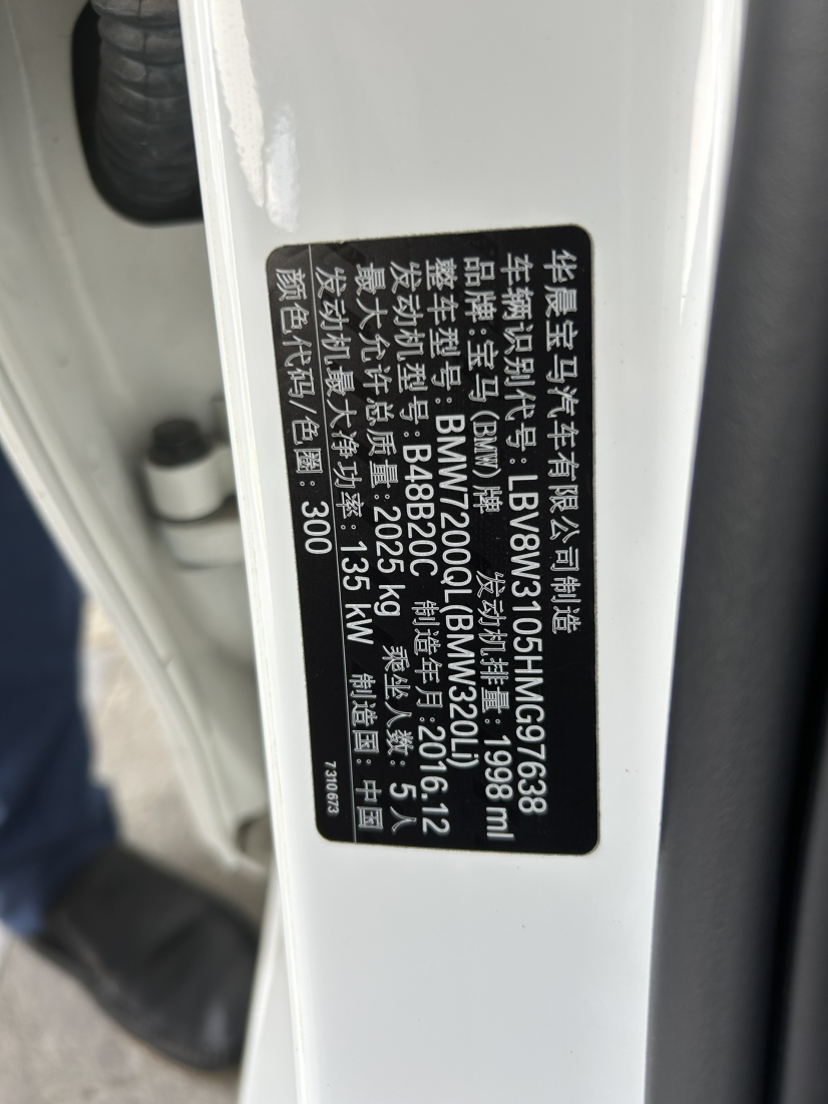 华晨宝马汽车有限公司制造
车辆识别代号: LBV8W3105HMG97638
品牌:宝马(BMW)牌 发动机排量: 1998 ml
整车型号: BMW7200QL(BMW320Li)
发动机型号: B48B20C 制造年月: 2016.12
最大允许总质量: 2025 kg 乘坐人数: 5 人
发动机最大净功率: 135 kW 制造国: 中国
颜色代码/色圈: 300 7 310 673